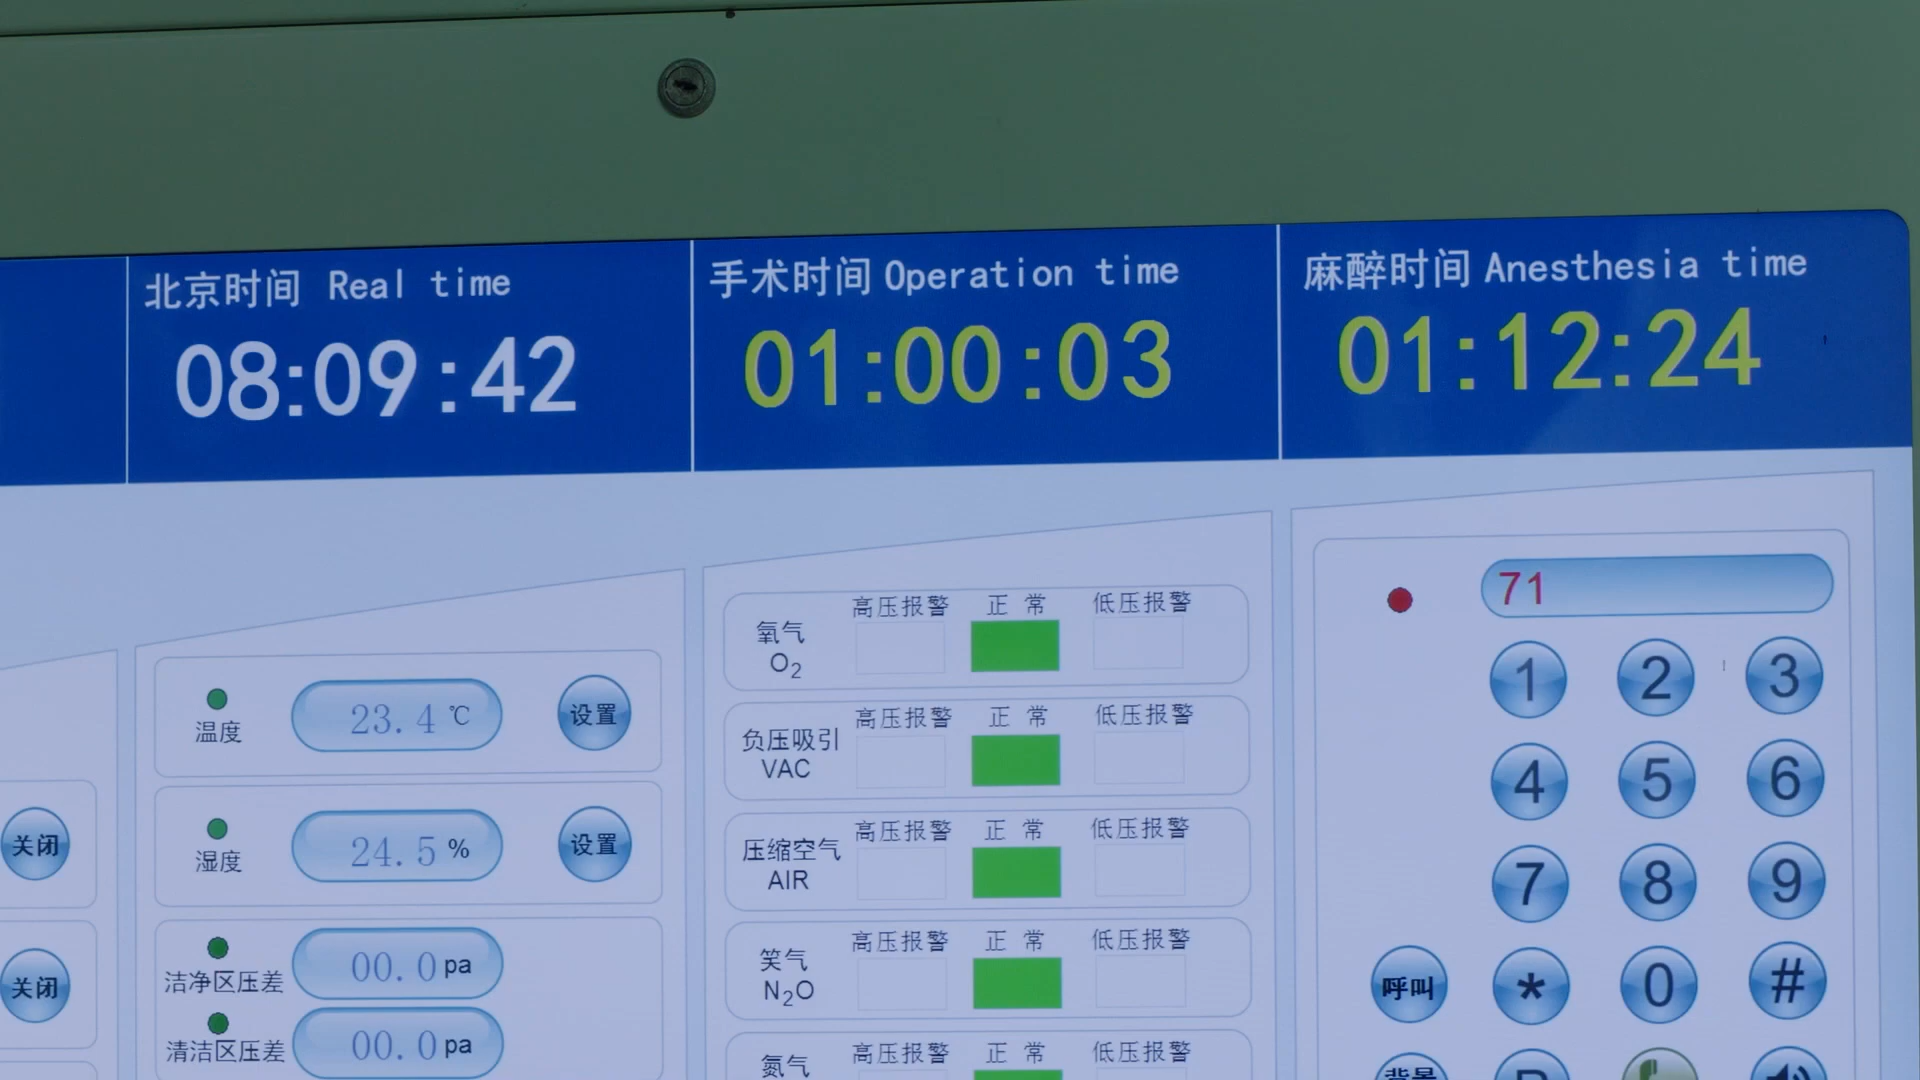 北京时间 Real time
08:09:42
手术时间 Operation time
01:00:03
麻醉时间 Anesthesia time
01:12:24
关闭
关闭
温度
23.4 ℃
设置
湿度
24.5 %
设置
洁净区压差
00.0 pa
清洁区压差
00.0 pa
高压报警 正常 低压报警
氧气
O2
高压报警 正常 低压报警
负压吸引
VAC
高压报警 正常 低压报警
压缩空气
AIR
高压报警 正常 低压报警
笑气
N2O
高压报警 正常 低压报警
氮气
71
1 2 3
4 5 6
7 8 9
呼叫 * 0 #
背景